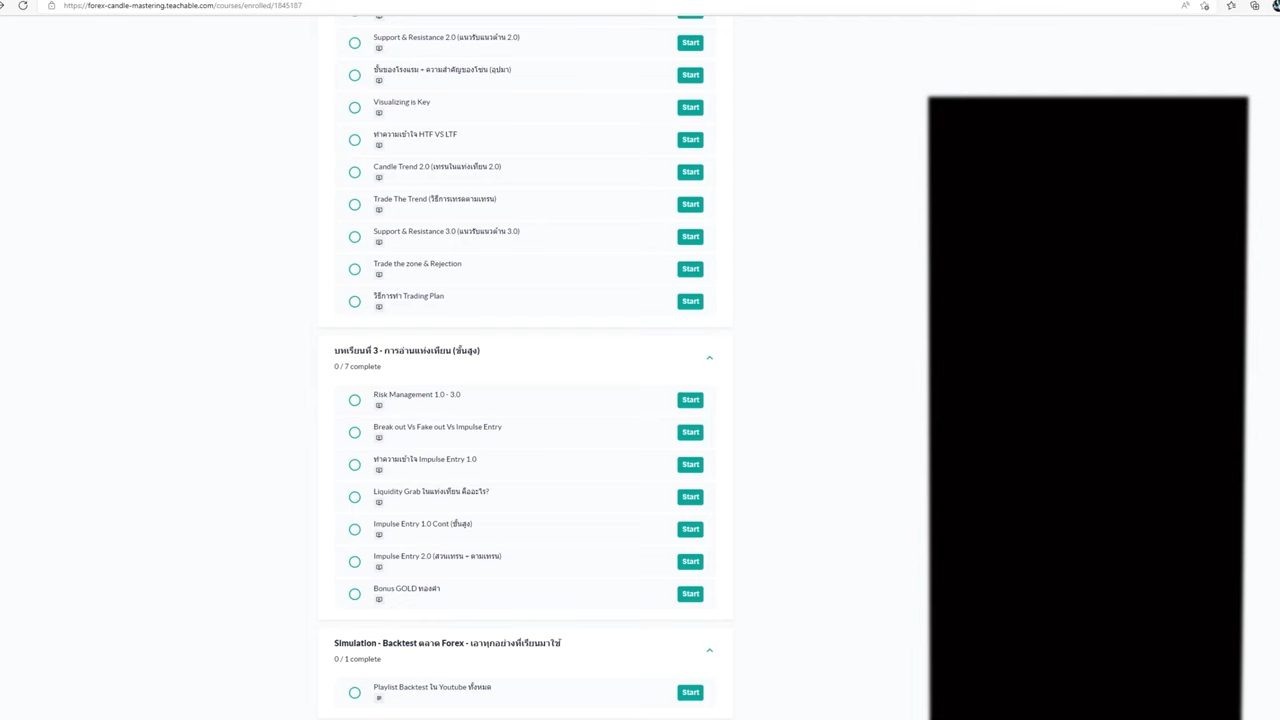 https://forex-candle-mastering.teachable.com/courses/enrolled/1845187
Support & Resistance 2.0 (แนวรับแนวต้าน 2.0)
Start
ชั้นของโรงแรม + ความสำคัญของโซน (อุปมา)
Start
Visualizing is Key
Start
ทำความเข้าใจ HTF VS LTF
Start
Candle Trend 2.0 (เทรนในแท่งเทียน 2.0)
Start
Trade The Trend (วิธีการเทรดตามเทรน)
Start
Support & Resistance 3.0 (แนวรับแนวต้าน 3.0)
Start
Trade the zone & Rejection
Start
วิธีการทำ Trading Plan
Start
บทเรียนที่ 3 - การอ่านแท่งเทียน (ขั้นสูง)
0 / 7 complete
Risk Management 1.0 - 3.0
Start
Break out Vs Fake out Vs Impulse Entry
Start
ทำความเข้าใจ Impulse Entry 1.0
Start
Liquidity Grab ในแท่งเทียน คืออะไร?
Start
Impulse Entry 1.0 Cont (ขั้นสูง)
Start
Impulse Entry 2.0 (สวนเทรน + ตามเทรน)
Start
Bonus GOLD ทองคำ
Start
Simulation - Backtest ตลาด Forex - เอาทุกอย่างที่เรียนมาใช้
0 / 1 complete
Playlist Backtest ใน Youtube ทั้งหมด
Start